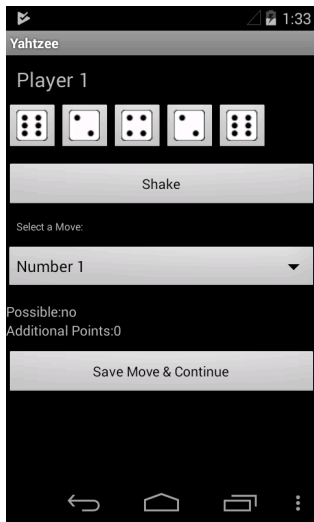 1:33
Yahtzee
Player 1
Shake
Select a Move:
Number 1
Possible:no
Additional Points:0
Save Move & Continue